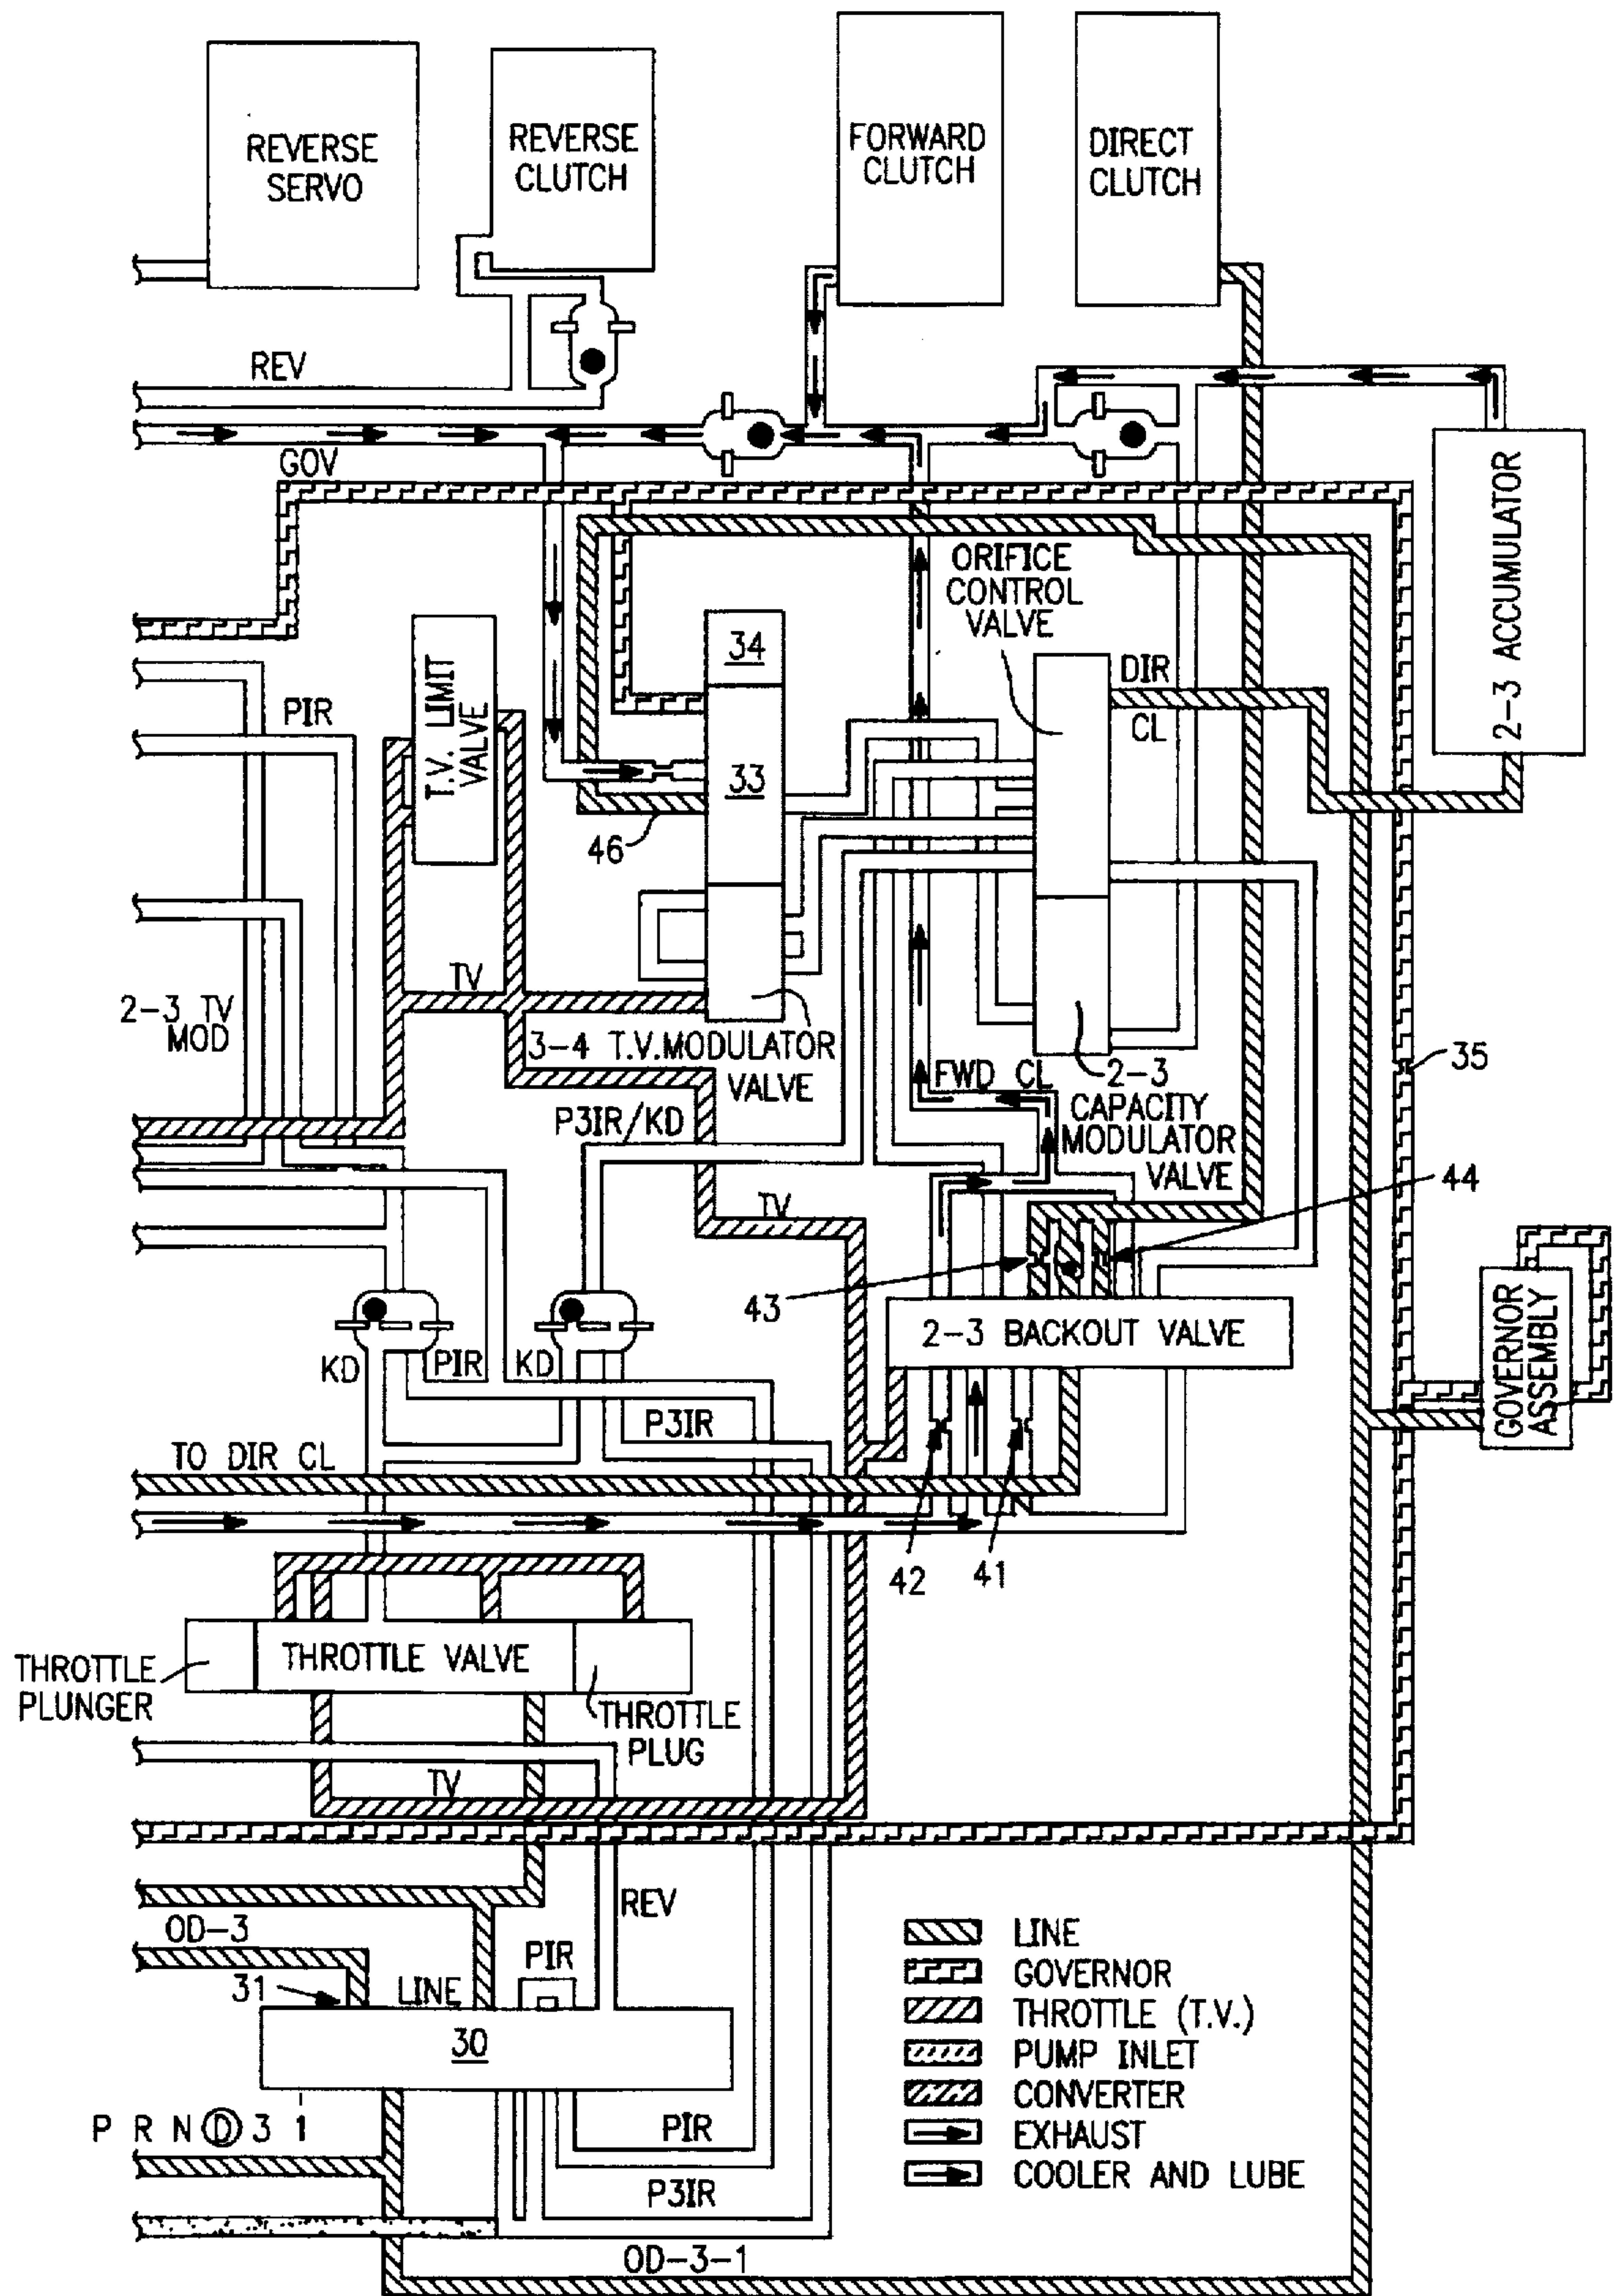 REVERSE
SERVO
REVERSE
CLUTCH
FORWARD
CLUTCH
DIRECT
CLUTCH
REV
GOV
2-3 ACCUMULATOR
ORIFICE
CONTROL
VALVE
34
T.V. LIMIT
VALVE
DIR
CL
PIR
33
46
TV
2-3 TV
MOD
3-4 T.V.MODULATOR
VALVE
FWD CL
2-3
CAPACITY
MODULATOR
VALVE
35
P3IR/KD
TV
44
43
2-3 BACKOUT VALVE
GOVERNOR
ASSEMBLY
KD
PIR
KD
P3IR
TO DIR CL
42
41
THROTTLE VALVE
THROTTLE
PLUNGER
THROTTLE
PLUG
TV
REV
OD-3
PIR
31
LINE
30
P R N D 3 1
PIR
P3IR
OD-3-1
LINE
GOVERNOR
THROTTLE (T.V.)
PUMP INLET
CONVERTER
EXHAUST
COOLER AND LUBE